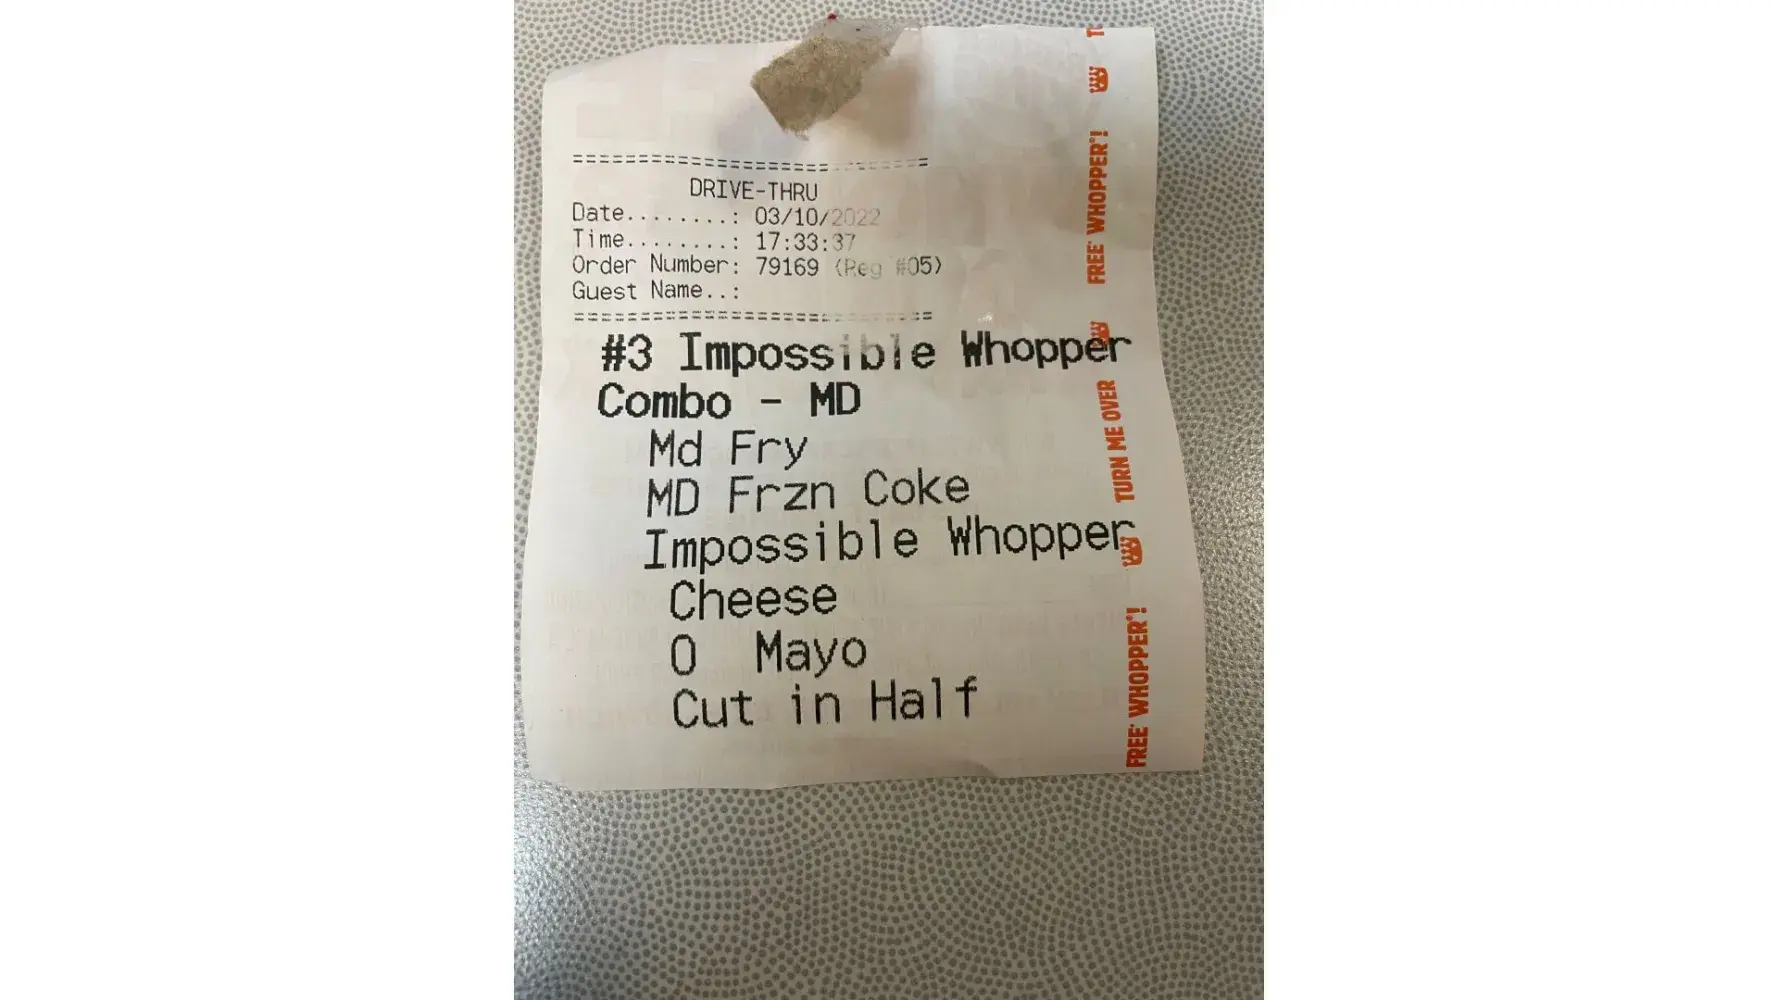 ============================
DRIVE-THRU
Date........: 03/10/2022
Time........: 17:33:37
Order Number: 79169 (Reg #05)
Guest Name..:
============================
#3 Impossible Whopper
Combo - MD
Md Fry
MD Frzn Coke
Impossible Whopper
Cheese
0  Mayo
Cut in Half
FREE WHOPPER!
TURN ME OVER
FREE WHOPPER!